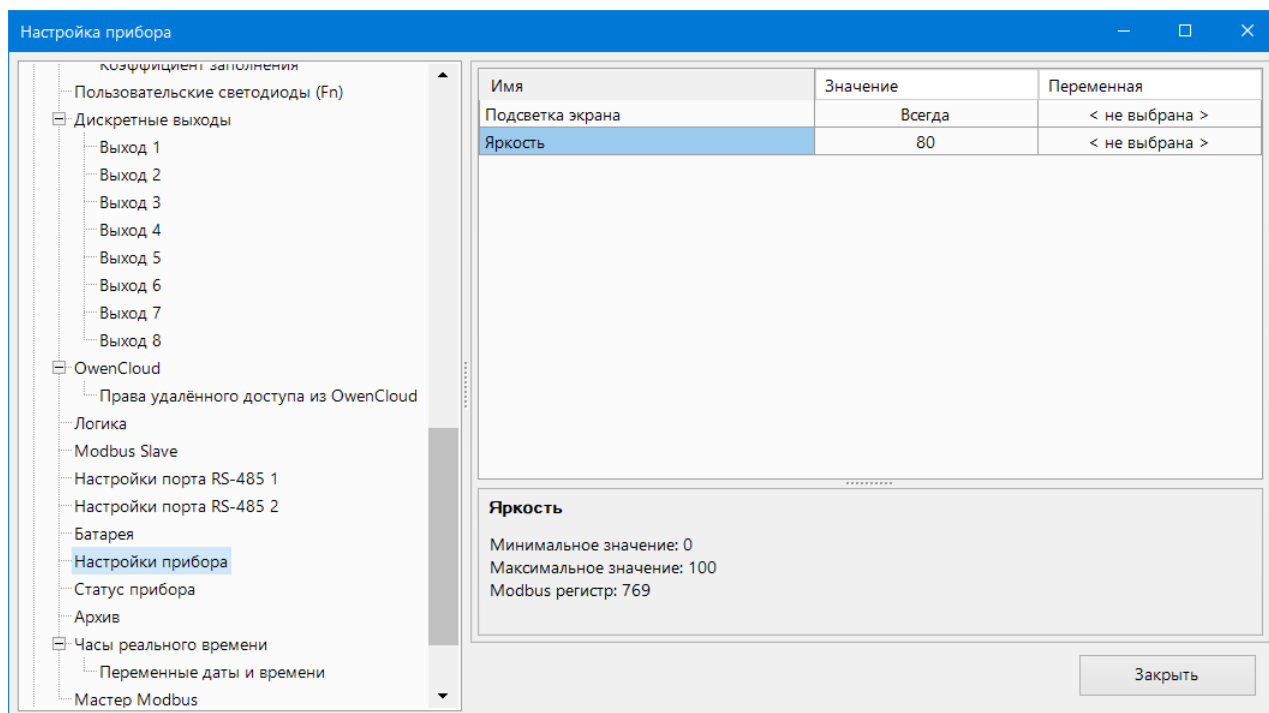 Настройка прибора
Коэффициент заполнения
Пользовательские светодиоды (Fn)
Дискретные выходы
Выход 1
Выход 2
Выход 3
Выход 4
Выход 5
Выход 6
Выход 7
Выход 8
OwenCloud
Права удалённого доступа из OwenCloud
Логика
Modbus Slave
Настройки порта RS-485 1
Настройки порта RS-485 2
Батарея
Настройки прибора
Статус прибора
Архив
Часы реального времени
Переменные даты и времени
Мастер Modbus
Имя Значение Переменная
Подсветка экрана Всегда < не выбрана >
Яркость 80 < не выбрана >
Яркость
Минимальное значение: 0
Максимальное значение: 100
Modbus регистр: 769
Закрыть